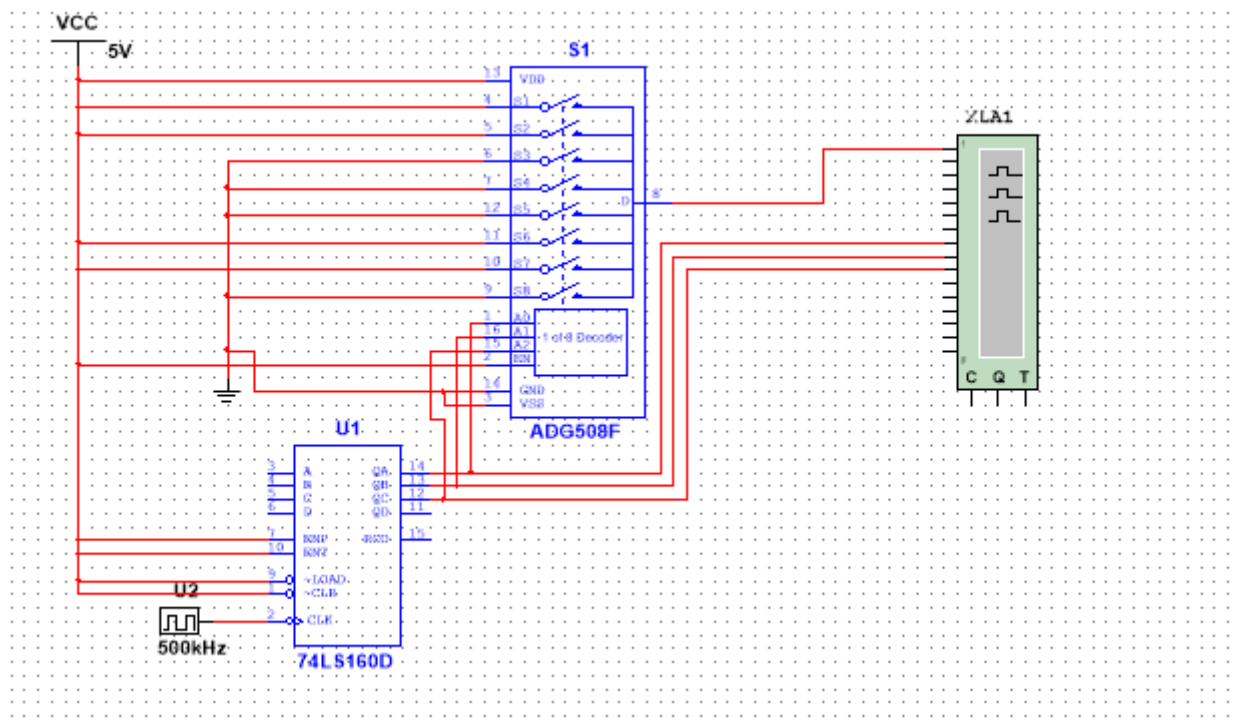 VCC
5V
S1
13 VDD
4 S1
5 S2
6 S3
7 S4
12 S5
11 S6
10 S7
9 S8
D 8
1 A0
16 A1
15 A2
2 EN
1 of 8 Decoder
14 GND
3 VSS
ADG508F
XLA1
1
F
C Q T
U1
3 A QA 14
4 B QB 13
5 C QC 12
6 D QD 11
7 ENP RCO 15
10 ENT
9 ~LOAD
1 ~CLR
2 CLK
74LS160D
U2
500kHz